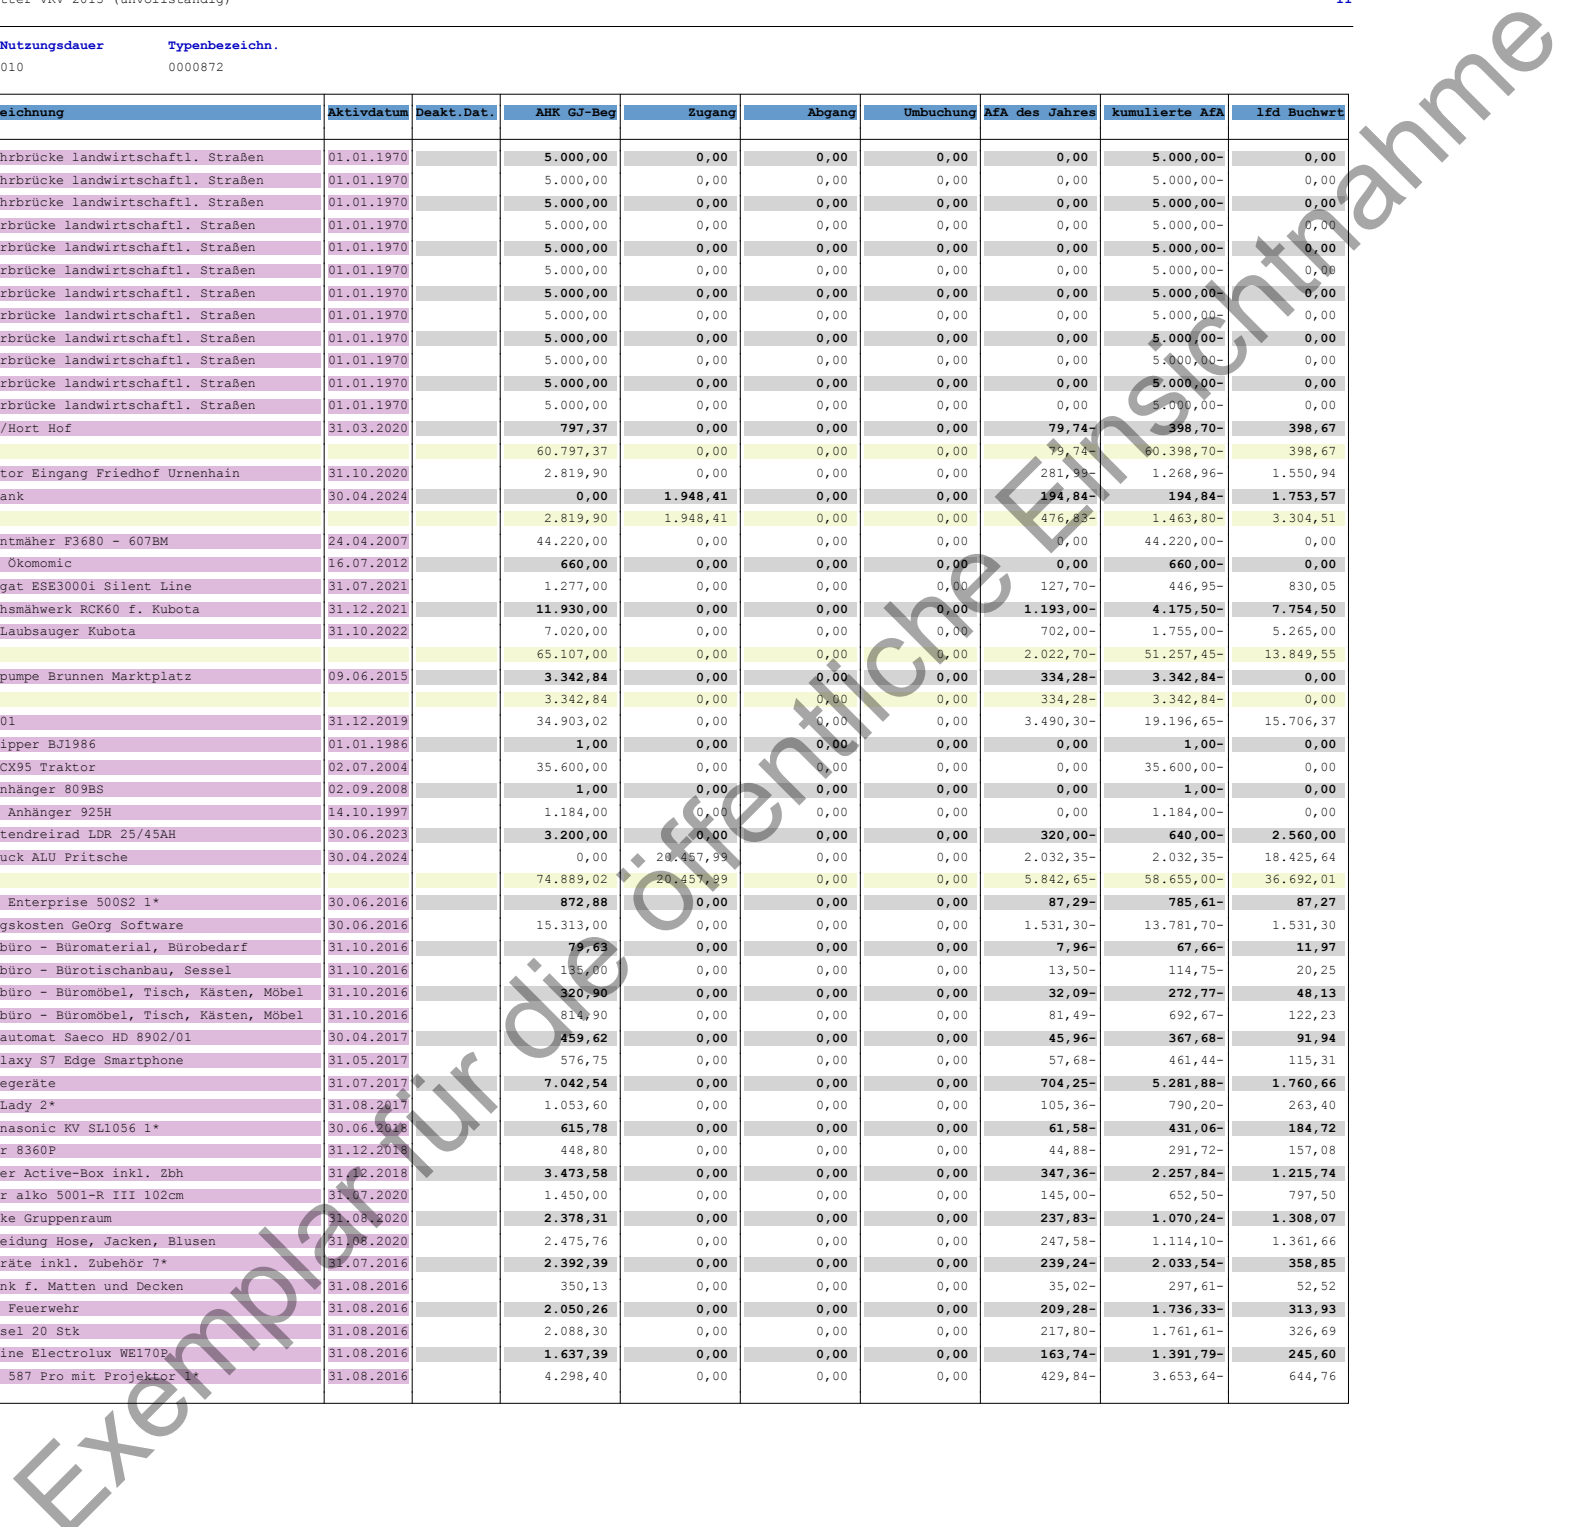 tter VRV 2015 (unvollständig) 11
Nutzungsdauer Typenbezeichn.
010 0000872
eichnung Aktivdatum Deakt.Dat. AHK GJ-Beg Zugang Abgang Umbuchung AfA des Jahres kumulierte AfA lfd Buchwrt
hrbrücke landwirtschaftl. Straßen 01.01.1970 5.000,00 0,00 0,00 0,00 0,00 5.000,00- 0,00
hrbrücke landwirtschaftl. Straßen 01.01.1970 5.000,00 0,00 0,00 0,00 0,00 5.000,00- 0,00
hrbrücke landwirtschaftl. Straßen 01.01.1970 5.000,00 0,00 0,00 0,00 0,00 5.000,00- 0,00
rbrücke landwirtschaftl. Straßen 01.01.1970 5.000,00 0,00 0,00 0,00 0,00 5.000,00- 0,00
rbrücke landwirtschaftl. Straßen 01.01.1970 5.000,00 0,00 0,00 0,00 0,00 5.000,00- 0,00
rbrücke landwirtschaftl. Straßen 01.01.1970 5.000,00 0,00 0,00 0,00 0,00 5.000,00- 0,00
rbrücke landwirtschaftl. Straßen 01.01.1970 5.000,00 0,00 0,00 0,00 0,00 5.000,00- 0,00
rbrücke landwirtschaftl. Straßen 01.01.1970 5.000,00 0,00 0,00 0,00 0,00 5.000,00- 0,00
rbrücke landwirtschaftl. Straßen 01.01.1970 5.000,00 0,00 0,00 0,00 0,00 5.000,00- 0,00
rbrücke landwirtschaftl. Straßen 01.01.1970 5.000,00 0,00 0,00 0,00 0,00 5.000,00- 0,00
rbrücke landwirtschaftl. Straßen 01.01.1970 5.000,00 0,00 0,00 0,00 0,00 5.000,00- 0,00
rbrücke landwirtschaftl. Straßen 01.01.1970 5.000,00 0,00 0,00 0,00 0,00 5.000,00- 0,00
/Hort Hof 31.03.2020 797,37 0,00 0,00 0,00 79,74- 398,70- 398,67
60.797,37 0,00 0,00 0,00 79,74- 60.398,70- 398,67
tor Eingang Friedhof Urnenhain 31.10.2020 2.819,90 0,00 0,00 0,00 281,99- 1.268,96- 1.550,94
ank 30.04.2024 0,00 1.948,41 0,00 0,00 194,84- 194,84- 1.753,57
2.819,90 1.948,41 0,00 0,00 476,83- 1.463,80- 3.304,51
ntmäher F3680 - 607BM 24.04.2007 44.220,00 0,00 0,00 0,00 0,00 44.220,00- 0,00
Ökomomic 16.07.2012 660,00 0,00 0,00 0,00 0,00 660,00- 0,00
gat ESE3000i Silent Line 31.07.2021 1.277,00 0,00 0,00 0,00 127,70- 446,95- 830,05
hsmähwerk RCK60 f. Kubota 31.12.2021 11.930,00 0,00 0,00 0,00 1.193,00- 4.175,50- 7.754,50
Laubsauger Kubota 31.10.2022 7.020,00 0,00 0,00 0,00 702,00- 1.755,00- 5.265,00
65.107,00 0,00 0,00 0,00 2.022,70- 51.257,45- 13.849,55
pumpe Brunnen Marktplatz 09.06.2015 3.342,84 0,00 0,00 0,00 334,28- 3.342,84- 0,00
3.342,84 0,00 0,00 0,00 334,28- 3.342,84- 0,00
01 31.12.2019 34.903,02 0,00 0,00 0,00 3.490,30- 19.196,65- 15.706,37
ipper BJ1986 01.01.1986 1,00 0,00 0,00 0,00 0,00 1,00- 0,00
CX95 Traktor 02.07.2004 35.600,00 0,00 0,00 0,00 0,00 35.600,00- 0,00
nhänger 809BS 02.09.2008 1,00 0,00 0,00 0,00 0,00 1,00- 0,00
Anhänger 925H 14.10.1997 1.184,00 0,00 0,00 0,00 0,00 1.184,00- 0,00
tendreirad LDR 25/45AH 30.06.2023 3.200,00 0,00 0,00 0,00 320,00- 640,00- 2.560,00
uck ALU Pritsche 30.04.2024 0,00 20.457,99 0,00 0,00 2.032,35- 2.032,35- 18.425,64
74.889,02 20.457,99 0,00 0,00 5.842,65- 58.655,00- 36.692,01
Enterprise 500S2 1* 30.06.2016 872,88 0,00 0,00 0,00 87,29- 785,61- 87,27
gskosten GeOrg Software 30.06.2016 15.313,00 0,00 0,00 0,00 1.531,30- 13.781,70- 1.531,30
büro - Büromaterial, Bürobedarf 31.10.2016 79,63 0,00 0,00 0,00 7,96- 67,66- 11,97
büro - Bürotischanbau, Sessel 31.10.2016 135,00 0,00 0,00 0,00 13,50- 114,75- 20,25
büro - Büromöbel, Tisch, Kästen, Möbel 31.10.2016 320,90 0,00 0,00 0,00 32,09- 272,77- 48,13
büro - Büromöbel, Tisch, Kästen, Möbel 31.10.2016 814,90 0,00 0,00 0,00 81,49- 692,67- 122,23
automat Saeco HD 8902/01 30.04.2017 459,62 0,00 0,00 0,00 45,96- 367,68- 91,94
laxy S7 Edge Smartphone 31.05.2017 576,75 0,00 0,00 0,00 57,68- 461,44- 115,31
egeräte 31.07.2017 7.042,54 0,00 0,00 0,00 704,25- 5.281,88- 1.760,66
Lady 2* 31.08.2017 1.053,60 0,00 0,00 0,00 105,36- 790,20- 263,40
nasonic KV SL1056 1* 30.06.2018 615,78 0,00 0,00 0,00 61,58- 431,06- 184,72
r 8360P 31.12.2018 448,80 0,00 0,00 0,00 44,88- 291,72- 157,08
er Active-Box inkl. Zbh 31.12.2018 3.473,58 0,00 0,00 0,00 347,36- 2.257,84- 1.215,74
r alko 5001-R III 102cm 31.07.2020 1.450,00 0,00 0,00 0,00 145,00- 652,50- 797,50
ke Gruppenraum 31.08.2020 2.378,31 0,00 0,00 0,00 237,83- 1.070,24- 1.308,07
eidung Hose, Jacken, Blusen 31.08.2020 2.475,76 0,00 0,00 0,00 247,58- 1.114,10- 1.361,66
räte inkl. Zubehör 7* 31.07.2016 2.392,39 0,00 0,00 0,00 239,24- 2.033,54- 358,85
nk f. Matten und Decken 31.08.2016 350,13 0,00 0,00 0,00 35,02- 297,61- 52,52
Feuerwehr 31.08.2016 2.050,26 0,00 0,00 0,00 209,28- 1.736,33- 313,93
sel 20 Stk 31.08.2016 2.088,30 0,00 0,00 0,00 217,80- 1.761,61- 326,69
ine Electrolux WE170P 31.08.2016 1.637,39 0,00 0,00 0,00 163,74- 1.391,79- 245,60
587 Pro mit Projektor 1* 31.08.2016 4.298,40 0,00 0,00 0,00 429,84- 3.653,64- 644,76
Exemplar für die öffentliche Einsichtnahme